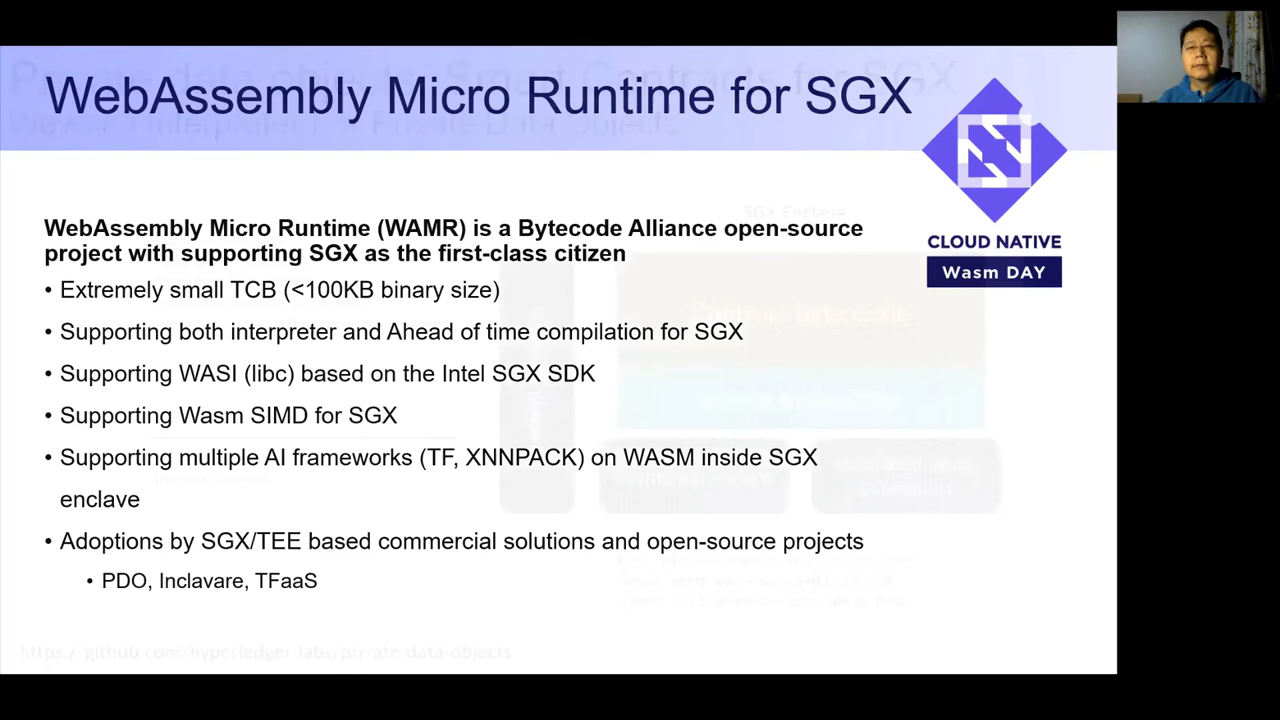 WebAssembly Micro Runtime for SGX
WebAssembly Micro Runtime (WAMR) is a Bytecode Alliance open-source
project with supporting SGX as the first-class citizen
• Extremely small TCB (<100KB binary size)
• Supporting both interpreter and Ahead of time compilation for SGX
• Supporting WASI (libc) based on the Intel SGX SDK
• Supporting Wasm SIMD for SGX
• Supporting multiple AI frameworks (TF, XNNPACK) on WASM inside SGX
enclave
• Adoptions by SGX/TEE based commercial solutions and open-source projects
• PDO, Inclavare, TFaaS
CLOUD NATIVE
Wasm DAY
SGX Enclave
https://github.com/hyperledger-labs/private-data-objects